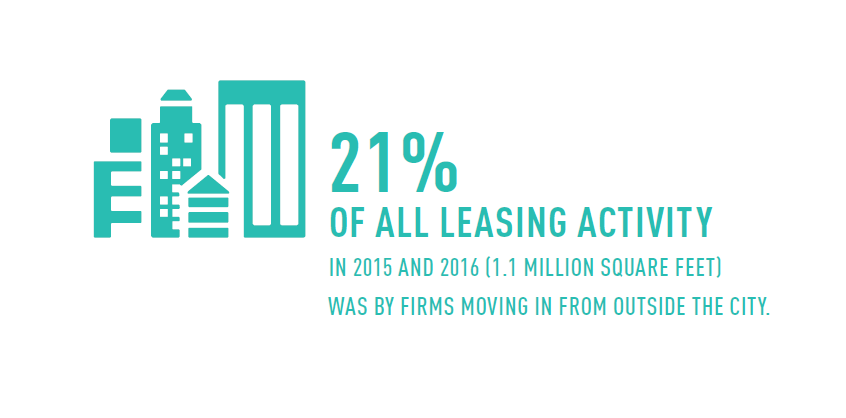 21%
OF ALL LEASING ACTIVITY
IN 2015 AND 2016 (1.1 MILLION SQUARE FEET)
WAS BY FIRMS MOVING IN FROM OUTSIDE THE CITY.